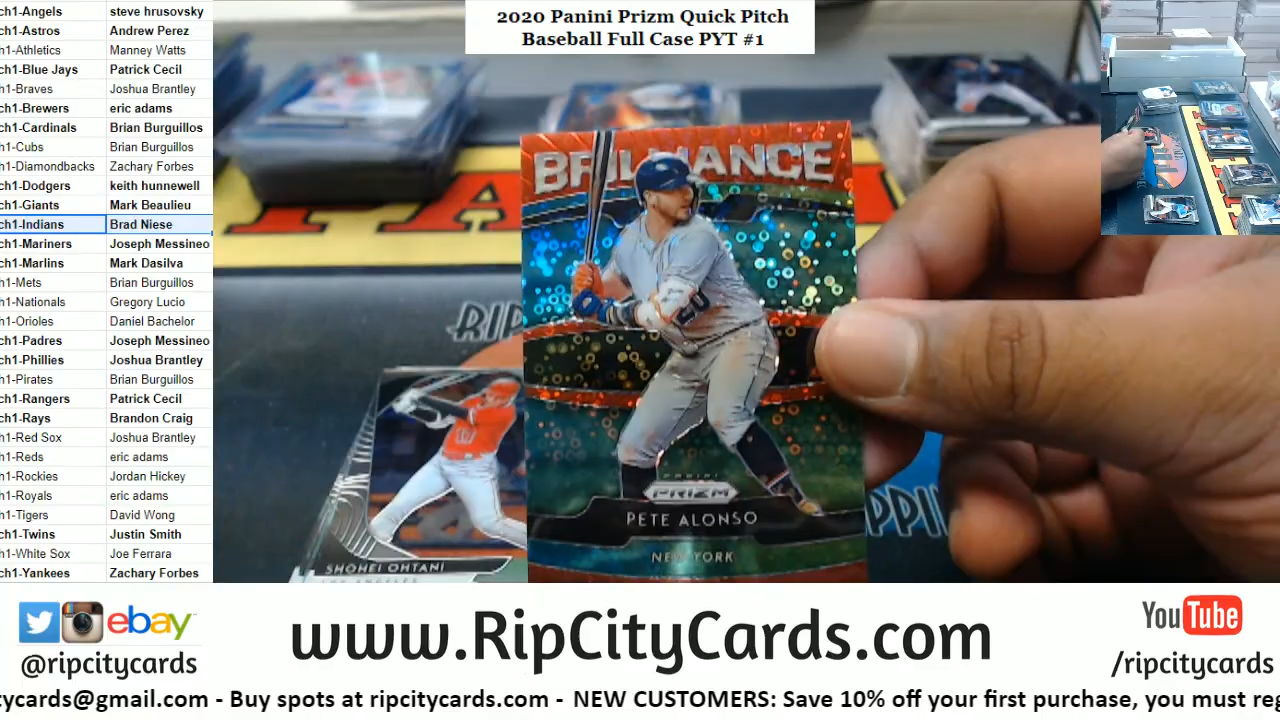 2020 Panini Prizm Quick Pitch
Baseball Full Case PYT #1
ch1-Angels steve hrusovsky
ch1-Astros Andrew Perez
ch1-Athletics Manney Watts
ch1-Blue Jays Patrick Cecil
ch1-Braves Joshua Brantley
ch1-Brewers eric adams
ch1-Cardinals Brian Burguillos
ch1-Cubs Brian Burguillos
ch1-Diamondbacks Zachary Forbes
ch1-Dodgers keith hunnewell
ch1-Giants Mark Beaulieu
ch1-Indians Brad Niese
ch1-Mariners Joseph Messineo
ch1-Marlins Mark Dasilva
ch1-Mets Brian Burguillos
ch1-Nationals Gregory Lucio
ch1-Orioles Daniel Bachelor
ch1-Padres Joseph Messineo
ch1-Phillies Joshua Brantley
ch1-Pirates Brian Burguillos
ch1-Rangers Patrick Cecil
ch1-Rays Brandon Craig
ch1-Red Sox Joshua Brantley
ch1-Reds eric adams
ch1-Rockies Jordan Hickey
ch1-Royals eric adams
ch1-Tigers David Wong
ch1-Twins Justin Smith
ch1-White Sox Joe Ferrara
ch1-Yankees Zachary Forbes
BRILLIANCE
20
PANINI
PRIZM
PETE ALONSO
NEW YORK
RIP
PPIN
17
SHOHEI OHTANI
LOS ANGELES
ebay
@ripcitycards
www.RipCityCards.com
YouTube
/ripcitycards
tycards@gmail.com - Buy spots at ripcitycards.com - NEW CUSTOMERS: Save 10% off your first purchase, you must reg